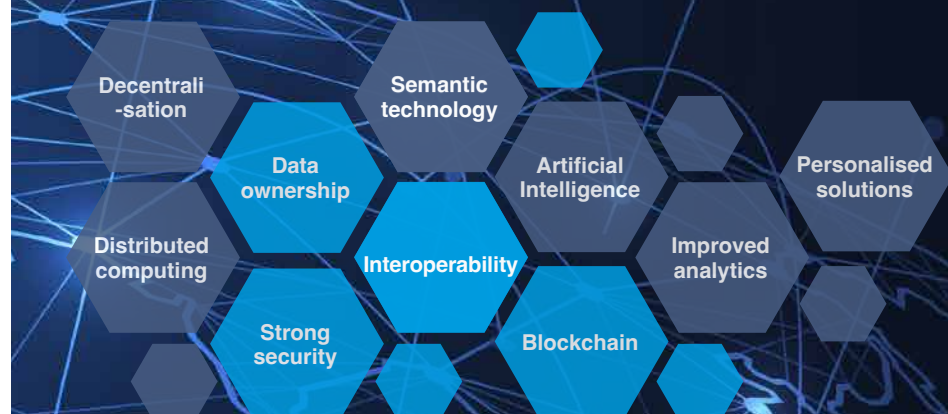 Decentrali
-sation
Semantic
technology
Data
ownership
Artificial
Intelligence
Personalised
solutions
Distributed
computing
Interoperability
Improved
analytics
Strong
security
Blockchain